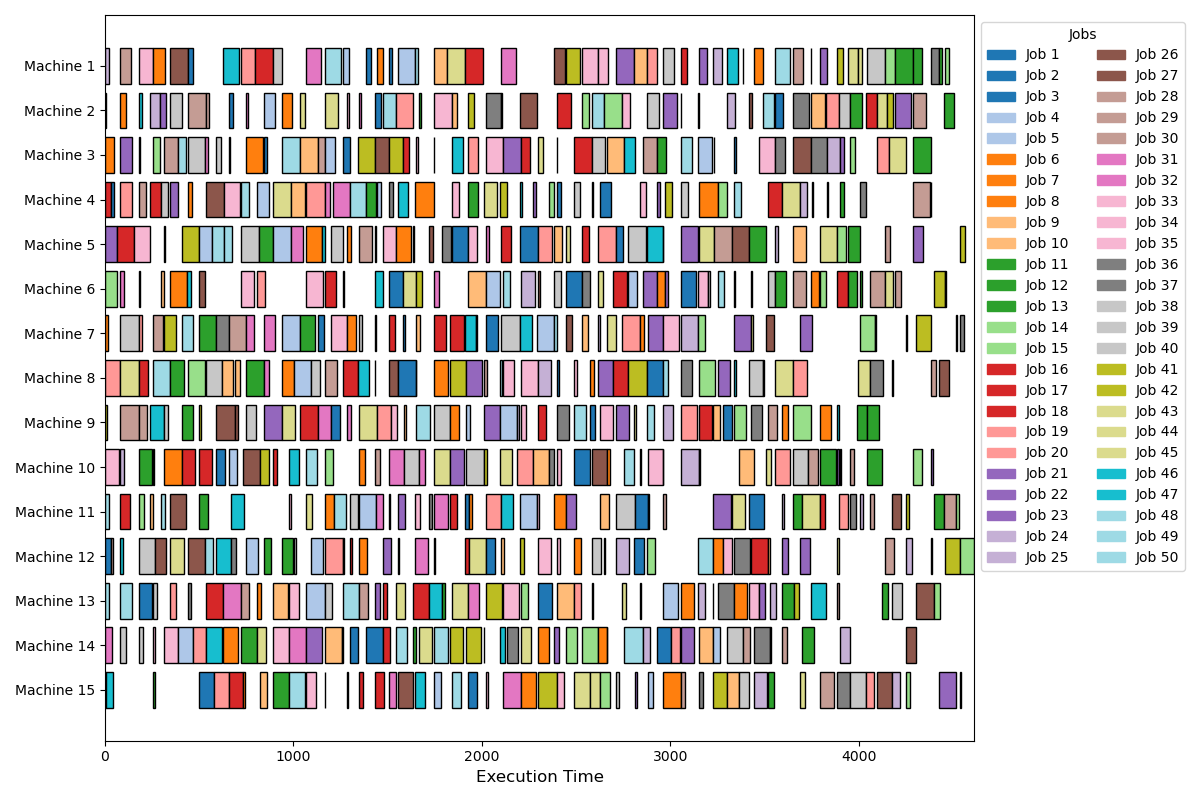 Machine 1
Machine 2
Machine 3
Machine 4
Machine 5
Machine 6
Machine 7
Machine 8
Machine 9
Machine 10
Machine 11
Machine 12
Machine 13
Machine 14
Machine 15
0 1000 2000 3000 4000
Execution Time
Jobs
Job 1
Job 2
Job 3
Job 4
Job 5
Job 6
Job 7
Job 8
Job 9
Job 10
Job 11
Job 12
Job 13
Job 14
Job 15
Job 16
Job 17
Job 18
Job 19
Job 20
Job 21
Job 22
Job 23
Job 24
Job 25
Job 26
Job 27
Job 28
Job 29
Job 30
Job 31
Job 32
Job 33
Job 34
Job 35
Job 36
Job 37
Job 38
Job 39
Job 40
Job 41
Job 42
Job 43
Job 44
Job 45
Job 46
Job 47
Job 48
Job 49
Job 50